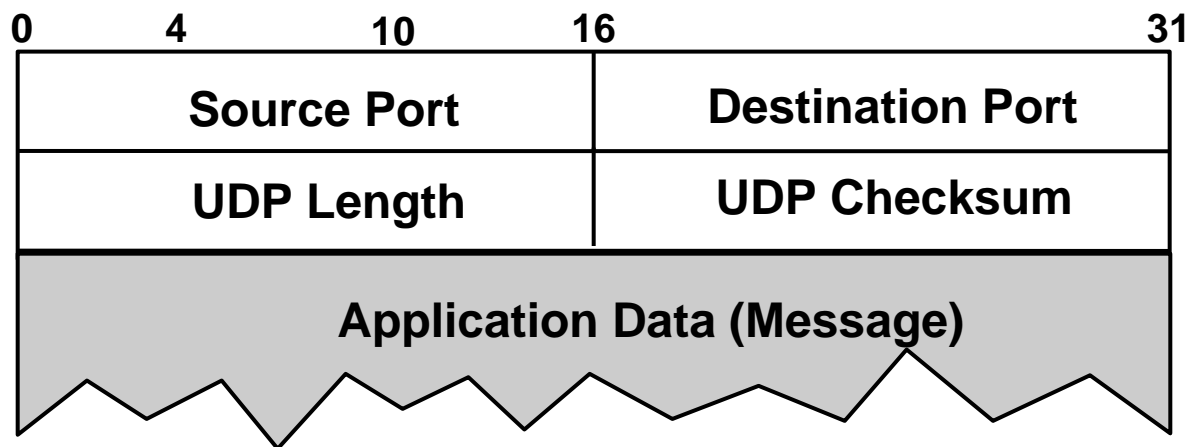 0 4 10 16 31
Source Port Destination Port
UDP Length UDP Checksum
Application Data (Message)